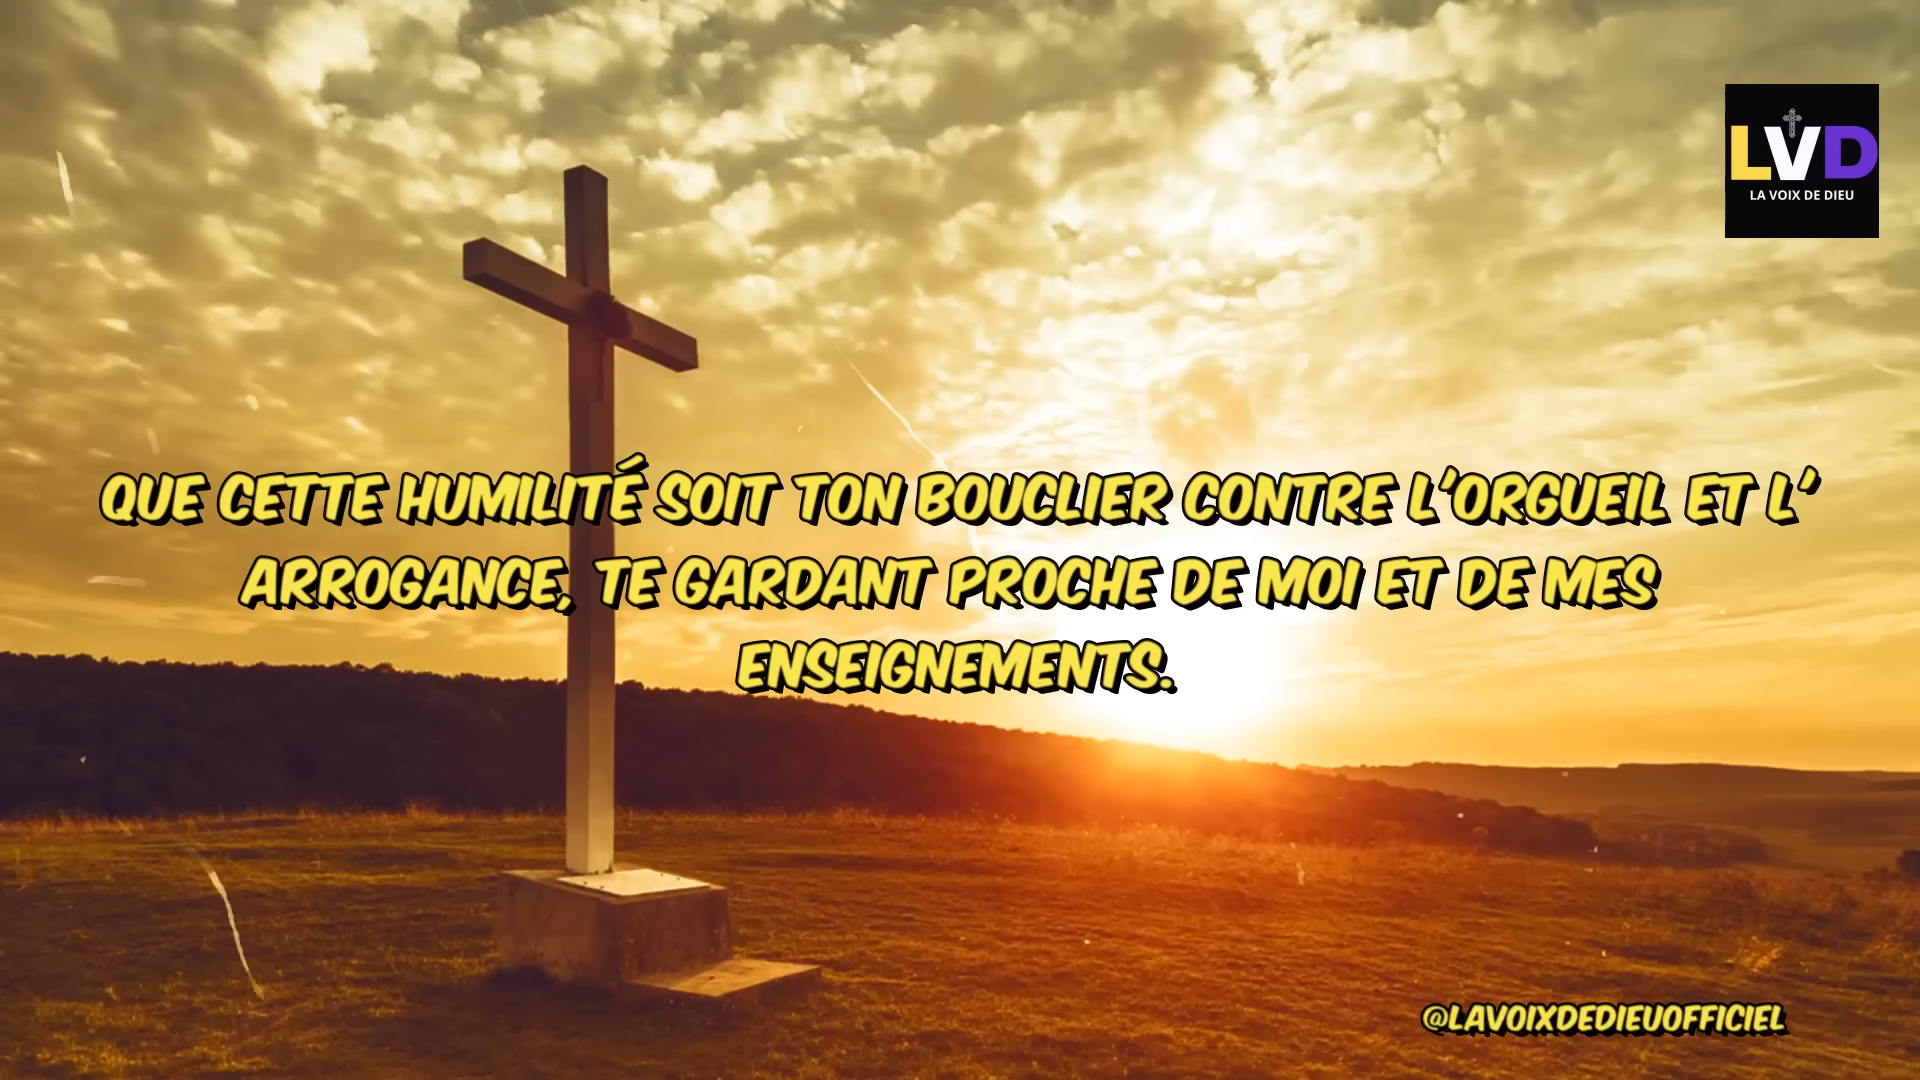 LVD
LA VOIX DE DIEU
QUE CETTE HUMILITÉ SOIT TON BOUCLIER CONTRE L'ORGUEIL ET L'
ARROGANCE, TE GARDANT PROCHE DE MOI ET DE MES
ENSEIGNEMENTS.
@LAVOIXDEDIEUOFFICIEL